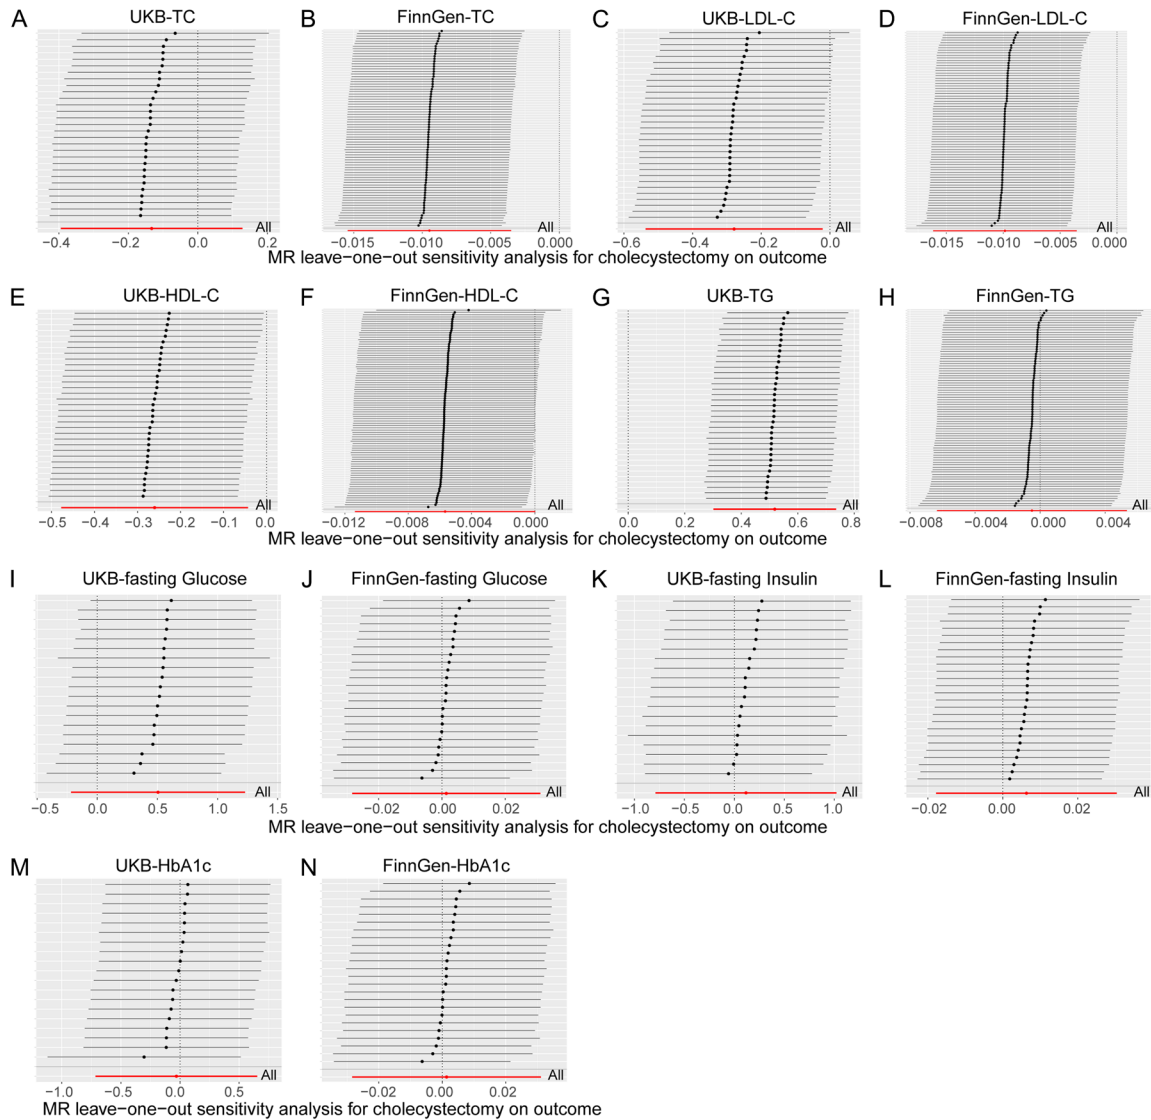 A UKB-TC B FinnGen-TC C UKB-LDL-C D FinnGen-LDL-C
All All All All
−0.4 −0.2 0.0 0.2 −0.015 −0.010 −0.005 0.000 −0.6 −0.4 −0.2 0.0 −0.015 −0.010 −0.005 0.000
MR leave−one−out sensitivity analysis for cholecystectomy on outcome
E UKB-HDL-C F FinnGen-HDL-C G UKB-TG H FinnGen-TG
All All All All
−0.5 −0.4 −0.3 −0.2 −0.1 0.0 −0.0112 −0.008 −0.004 0.000 0.0 0.2 0.4 0.6 0.8 −0.008 −0.004 0.000 0.004
MR leave−one−out sensitivity analysis for cholecystectomy on outcome
I UKB-fasting Glucose J FinnGen-fasting Glucose K UKB-fasting Insulin L FinnGen-fasting Insulin
All All All All
−0.5 0.0 0.5 1.0 1.5 −0.02 0.00 0.02 −1.0 −0.5 0.0 0.5 1.0 −0.02 0.00 0.02
MR leave−one−out sensitivity analysis for cholecystectomy on outcome
M UKB-HbA1c N FinnGen-HbA1c
All All
−1.0 −0.5 0.0 0.5 −0.02 0.00 0.02
MR leave−one−out sensitivity analysis for cholecystectomy on outcome